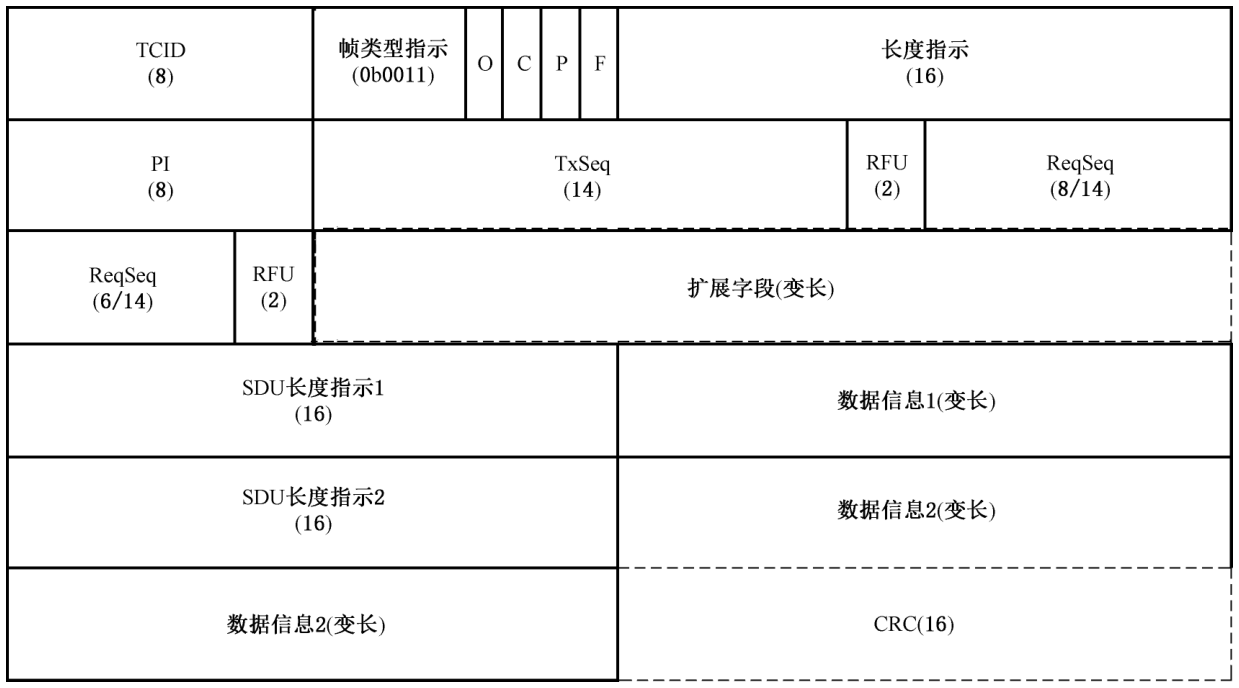 TCID
(8)
帧类型指示
(0b0011)
O
C
P
F
长度指示
(16)
PI
(8)
TxSeq
(14)
RFU
(2)
ReqSeq
(8/14)
ReqSeq
(6/14)
RFU
(2)
扩展字段(变长)
SDU长度指示1
(16)
数据信息1(变长)
SDU长度指示2
(16)
数据信息2(变长)
数据信息2(变长)
CRC(16)